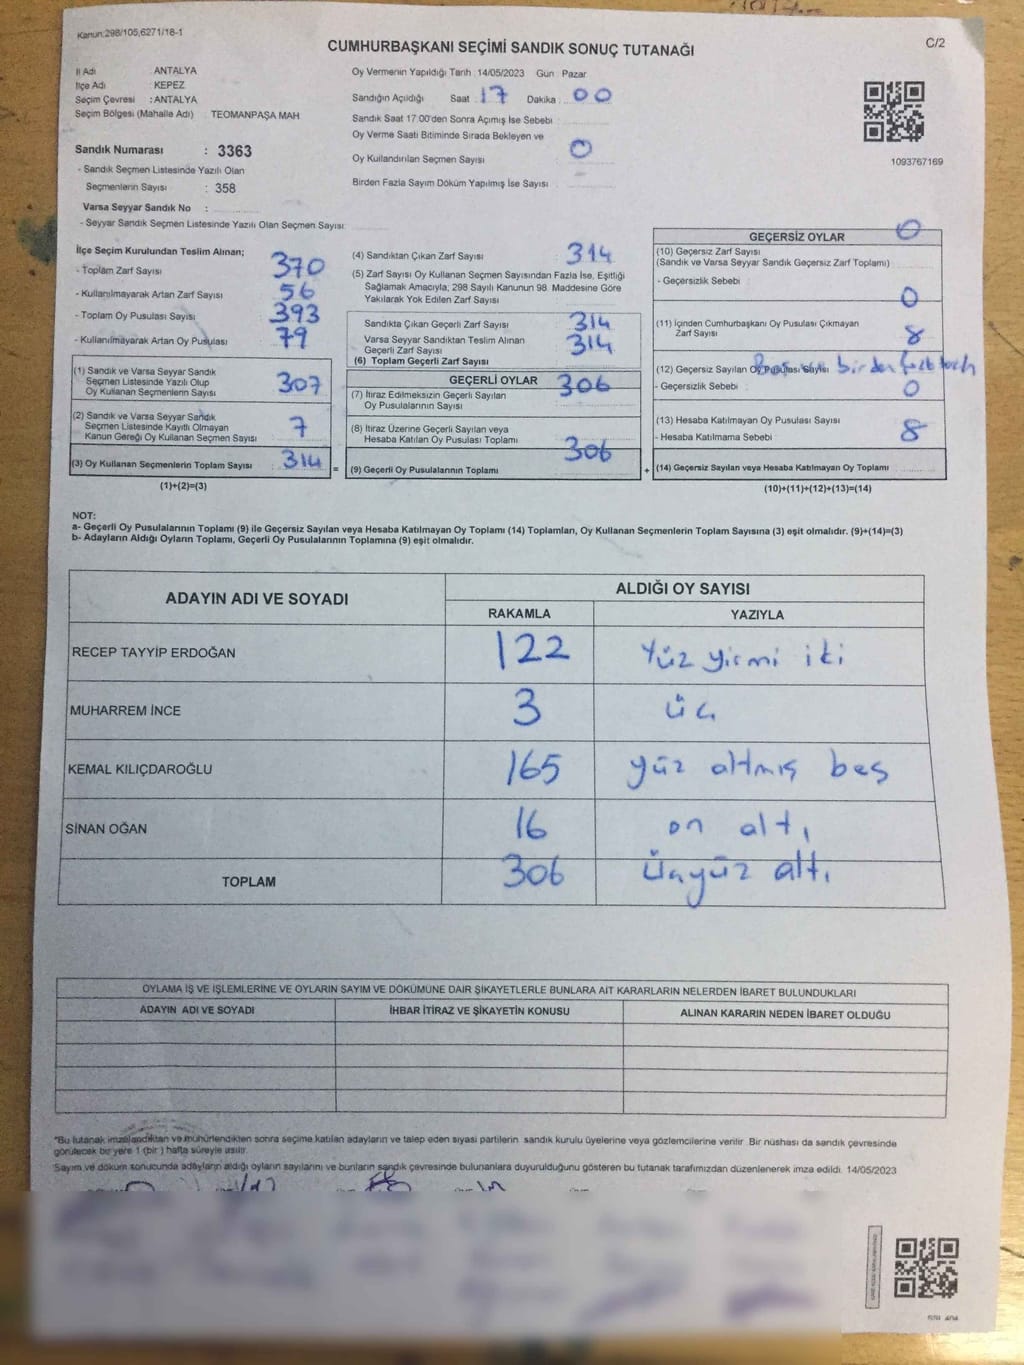 Kanun:298/105,6271/18-1
CUMHURBAŞKANI SEÇİMİ SANDIK SONUÇ TUTANAĞI
C/2
İl Adı ANTALYA
İlçe Adı : KEPEZ
Seçim Çevresi : ANTALYA
Seçim Bölgesi (Mahalle Adı) TEOMANPAŞA MAH
Sandık Numarası : 3363
- Sandık Seçmen Listesinde Yazılı Olan
Seçmenlerin Sayısı : 358
Varsa Seyyar Sandık No :
- Seyyar Sandık Seçmen Listesinde Yazılı Olan Seçmen Sayısı:
Oy Vermenin Yapıldığı Tarih :14/05/2023 Gün : Pazar
Sandığın Açıldığı Saat : 17 Dakika : 00
Sandık Saat 17:00'den Sonra Açılmış İse Sebebi :
Oy Verme Saati Bitiminde Sırada Bekleyen ve
Oy Kullandırılan Seçmen Sayısı : 0
Birden Fazla Sayım Döküm Yapılmış İse Sayısı : -
1093767169
İlçe Seçim Kurulundan Teslim Alınan;
- Toplam Zarf Sayısı 370
- Kullanılmayarak Artan Zarf Sayısı : 56
- Toplam Oy Pusulası Sayısı : 393
- Kullanılmayarak Artan Oy Pusulası : 79
(1) Sandık ve Varsa Seyyar Sandık
Seçmen Listesinde Yazılı Olup
Oy Kullanan Seçmenlerin Sayısı : 307
(2) Sandık ve Varsa Seyyar Sandık
Seçmen Listesinde Kayıtlı Olmayan
Kanun Gereği Oy Kullanan Seçmen Sayısı : 7
(3) Oy Kullanan Seçmenlerin Toplam Sayısı : 314 =
(1)+(2)=(3)
(4) Sandıktan Çıkan Zarf Sayısı : 314
(5) Zarf Sayısı Oy Kullanan Seçmen Sayısından Fazla İse, Eşitliği
Sağlamak Amacıyla, 298 Sayılı Kanunun 98. Maddesine Göre
Yakılarak Yok Edilen Zarf Sayısı :
Sandıkta Çıkan Geçerli Zarf Sayısı : 314
Varsa Seyyar Sandıktan Teslim Alınan
Geçerli Zarf Sayısı : 314
(6) Toplam Geçerli Zarf Sayısı
GEÇERLİ OYLAR
(7) İtiraz Edilmeksizin Geçerli Sayılan 306
Oy Pusulalarının Sayısı :
(8) İtiraz Üzerine Geçerli Sayılan veya
Hesaba Katılan Oy Pusulası Toplamı :
(9) Geçerli Oy Pusulalarının Toplamı : 306 +
GEÇERSİZ OYLAR 0
(10) Geçersiz Zarf Sayısı
(Sandık ve Varsa Seyyar Sandık Geçersiz Zarf Toplamı) :
- Geçersizlik Sebebi :
0
(11) İçinden Cumhurbaşkanı Oy Pusulası Çıkmayan
Zarf Sayısı : 8
(12) Geçersiz Sayılan Oy Pusulası Sayısı birden fazla
- Geçersizlik Sebebi : 0
(13) Hesaba Katılmayan Oy Pusulası Sayısı
- Hesaba Katılmama Sebebi : 8
(14) Geçersiz Sayılan veya Hesaba Katılmayan Oy Toplamı :
(10)+(11)+(12)+(13)=(14)
NOT:
a- Geçerli Oy Pusulalarının Toplamı (9) ile Geçersiz Sayılan veya Hesaba Katılmayan Oy Toplamı (14) Toplamları, Oy Kullanan Seçmenlerin Toplam Sayısına (3) eşit olmalıdır. (9)+(14)=(3)
b- Adayların Aldığı Oyların Toplamı, Geçerli Oy Pusulalarının Toplamına (9) eşit olmalıdır.
ADAYIN ADI VE SOYADI ALDIĞI OY SAYISI
RAKAMLA YAZIYLA
RECEP TAYYİP ERDOĞAN 122 Yüz yirmi iki
MUHARREM İNCE 3 üç
KEMAL KILIÇDAROĞLU 165 yüz altmış beş
SİNAN OĞAN 16 on altı
TOPLAM 306 Üçyüz altı
OYLAMA İŞ VE İŞLEMLERİNE VE OYLARIN SAYIM VE DÖKÜMÜNE DAİR ŞİKAYETLERLE BUNLARA AİT KARARLARIN NELERDEN İBARET BULUNDUKLARI
ADAYIN ADI VE SOYADI İHBAR İTİRAZ VE ŞİKAYETİN KONUSU ALINAN KARARIN NEDEN İBARET OLDUĞU
*Bu tutanak imzalandıktan ve mühürlendikten sonra seçime katılan adayların ve talep eden siyasi partilerin sandık kurulu üyelerine veya gözlemcilerine verilir. Bir nüshası da sandık çevresinde
görülecek bir yere 1 (bir ) hafta süreyle asılır.
Sayım ve döküm sonucunda adayların aldığı oyların sayılarını ve bunların sandık çevresinde bulunanlara duyurulduğunu gösteren bu tutanak tarafımızdan düzenlenerek imza edildi. 14/05/2023